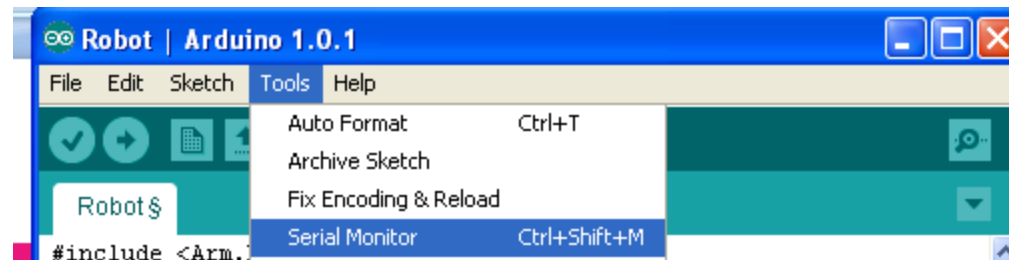 Robot | Arduino 1.0.1
File Edit Sketch Tools Help
Auto Format Ctrl+T
Archive Sketch
Fix Encoding & Reload
Robot §
Serial Monitor Ctrl+Shift+M
#include <Arm.